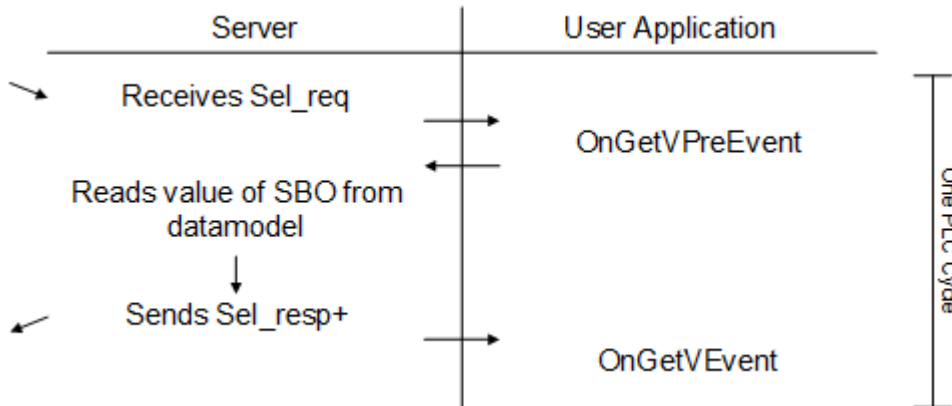 Server
User Application
Receives Sel_req
OnGetVPreEvent
Reads value of SBO from
datamodel
Sends Sel_resp+
OnGetVEvent
One PLC Cycle